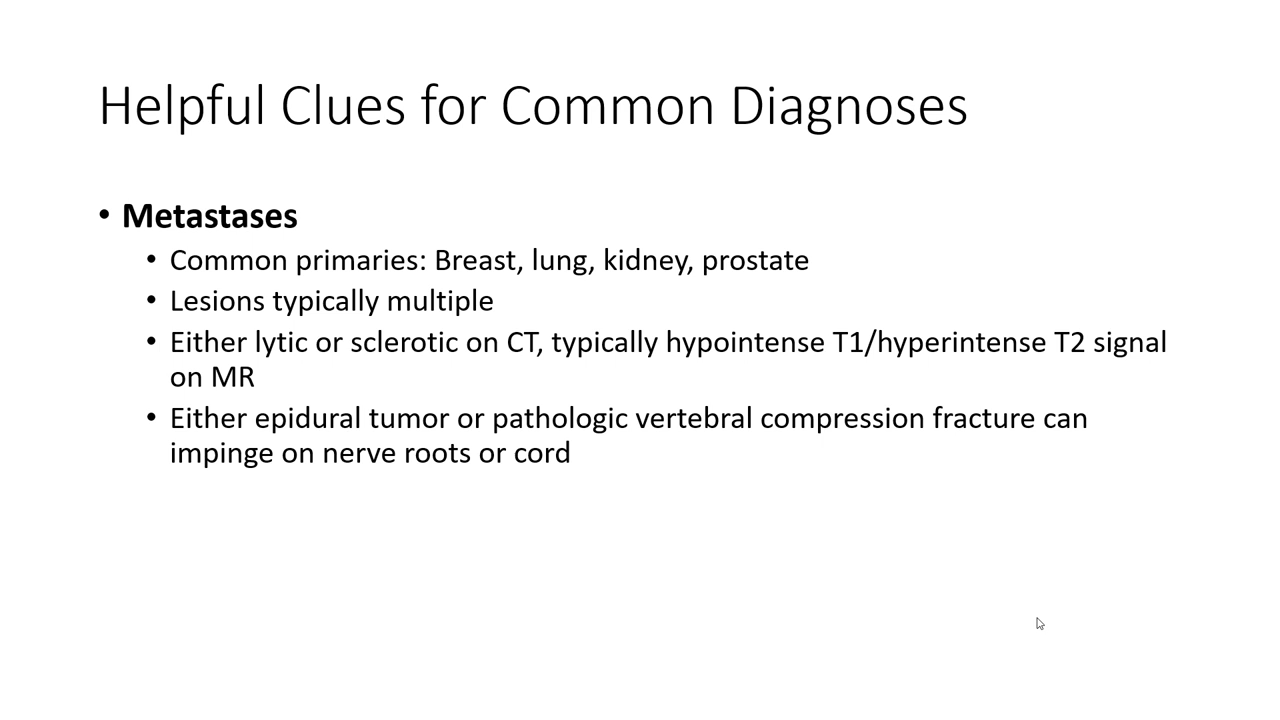 Helpful Clues for Common Diagnoses
• Metastases
• Common primaries: Breast, lung, kidney, prostate
• Lesions typically multiple
• Either lytic or sclerotic on CT, typically hypointense T1/hyperintense T2 signal
on MR
• Either epidural tumor or pathologic vertebral compression fracture can
impinge on nerve roots or cord